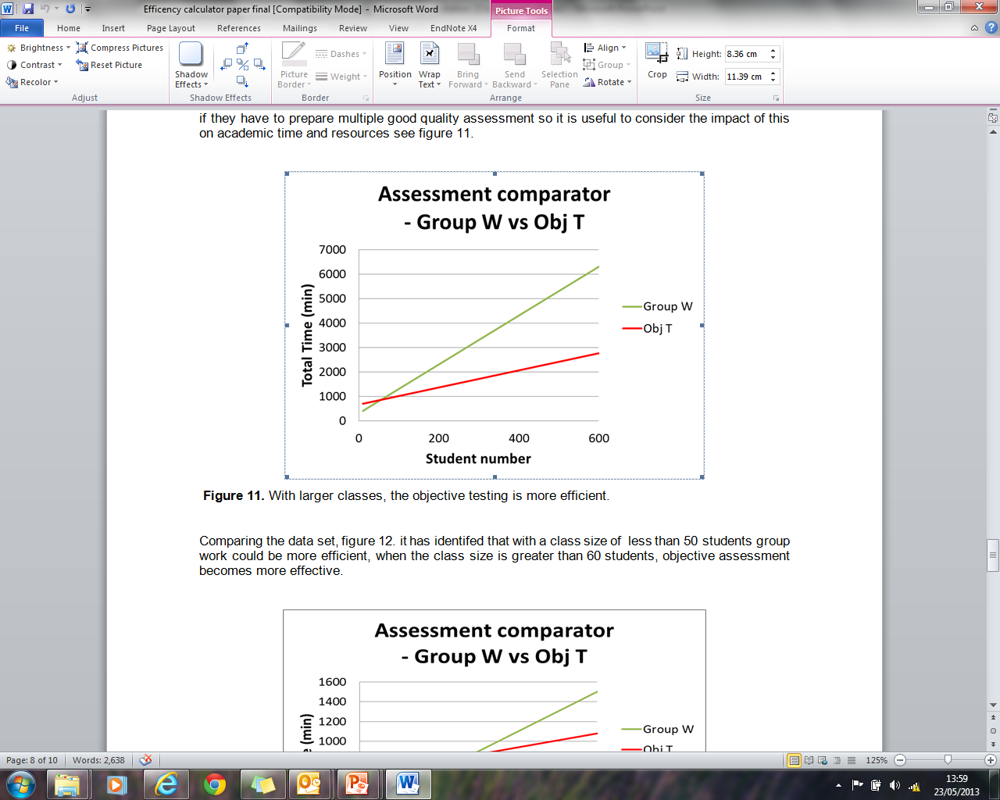 Efficency calculator paper final [Compatibility Mode] - Microsoft Word
Picture Tools
File Home Insert Page Layout References Mailings Review View EndNote X4 Format
Brightness Compress Pictures
Contrast Reset Picture
Recolor
Adjust
Shadow Effects
Shadow Effects
Picture Border
Dashes
Weight
Border
Position Wrap Text Bring Forward Send Backward Selection Pane
Align
Group
Rotate
Arrange
Crop
Height: 8.36 cm
Width: 11.39 cm
Size
if they have to prepare multiple good quality assessment so it is useful to consider the impact of this
on academic time and resources see figure 11.
Assessment comparator
- Group W vs Obj T
7000
6000
5000
4000
3000
2000
1000
0
Total Time (min)
0 200 400 600
Student number
Group W
Obj T
Figure 11. With larger classes, the objective testing is more efficient.
Comparing the data set, figure 12. it has identifed that with a class size of less than 50 students group
work could be more efficient, when the class size is greater than 60 students, objective assessment
becomes more effective.
Assessment comparator
- Group W vs Obj T
1600
1400
1200
1000
(min)
Group W
Obj T
Page: 8 of 10 Words: 2,638 125%
13:59
23/05/2013